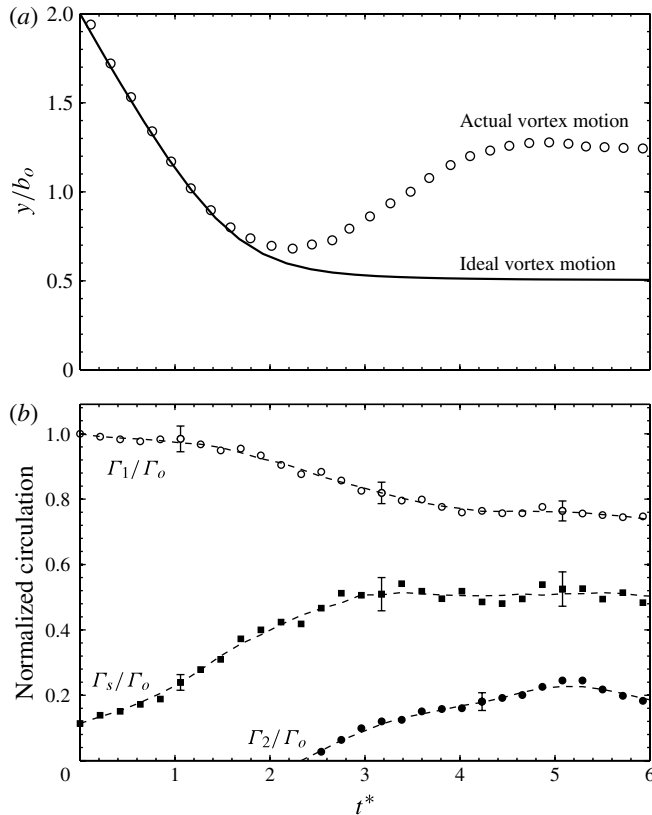 (a)
2.0
1.5
1.0
0.5
0
y/b_o
Actual vortex motion
Ideal vortex motion
(b)
1.0
0.8
0.6
0.4
0.2
0
Normalized circulation
Γ_1/Γ_o
Γ_s/Γ_o
Γ_2/Γ_o
1 2 3 4 5 6
t*